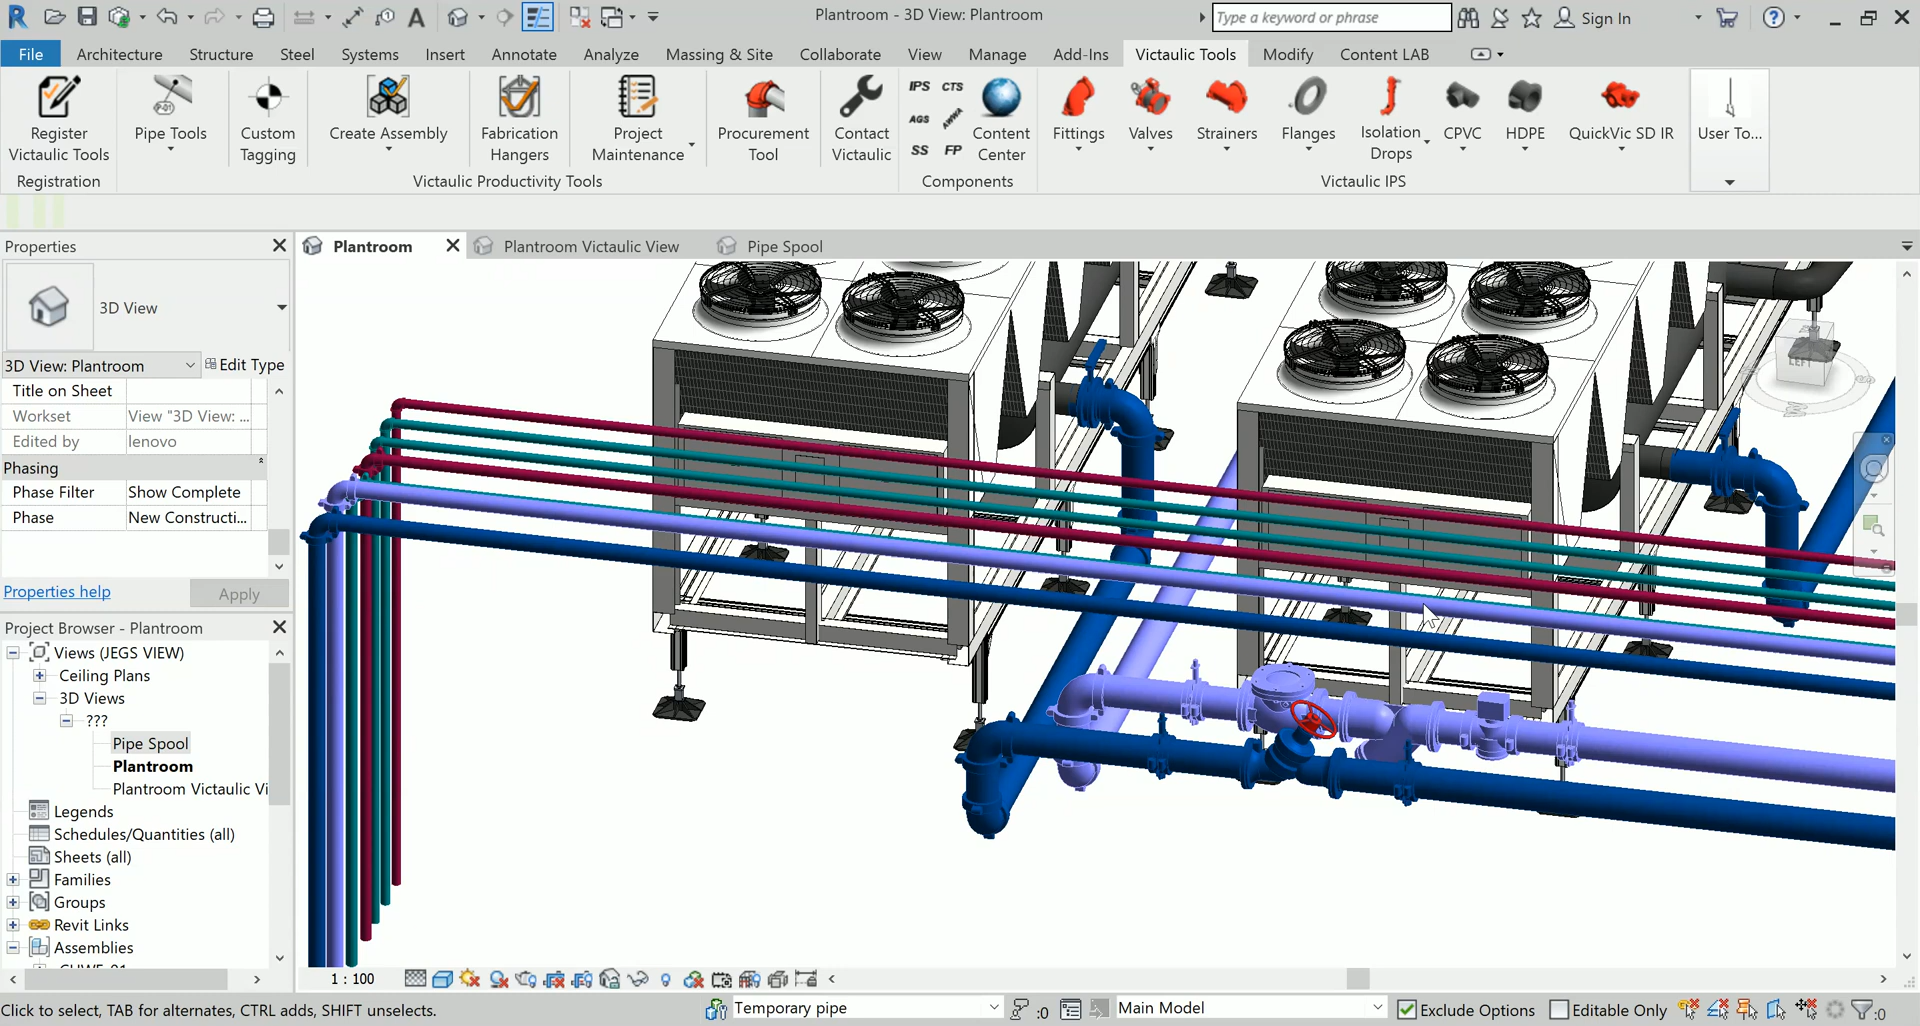 Plantroom - 3D View: Plantroom
Type a keyword or phrase
Sign In
File
Architecture
Structure
Steel
Systems
Insert
Annotate
Analyze
Massing & Site
Collaborate
View
Manage
Add-Ins
Victaulic Tools
Modify
Content LAB
Register
Victaulic Tools
Pipe Tools
Custom
Tagging
Create Assembly
Fabrication
Hangers
Project
Maintenance
Procurement
Tool
Contact
Victaulic
IPS
CTS
AGS
AWWA
SS
FP
Content
Center
Fittings
Valves
Strainers
Flanges
Isolation
Drops
CPVC
HDPE
QuickVic SD IR
User To...
Registration
Victaulic Productivity Tools
Components
Victaulic IPS
Properties
Plantroom
Plantroom Victaulic View
Pipe Spool
3D View
3D View: Plantroom
Edit Type
Title on Sheet
Workset
View "3D View: ...
Edited by
lenovo
Phasing
Phase Filter
Show Complete
Phase
New Constructi...
Properties help
Apply
Project Browser - Plantroom
Views (JEGS VIEW)
Ceiling Plans
3D Views
???
Pipe Spool
Plantroom
Plantroom Victaulic Vi
Legends
Schedules/Quantities (all)
Sheets (all)
Families
Groups
Revit Links
Assemblies
LEFT
1 : 100
Click to select, TAB for alternates, CTRL adds, SHIFT unselects.
Temporary pipe
:0
Main Model
Exclude Options
Editable Only
:0